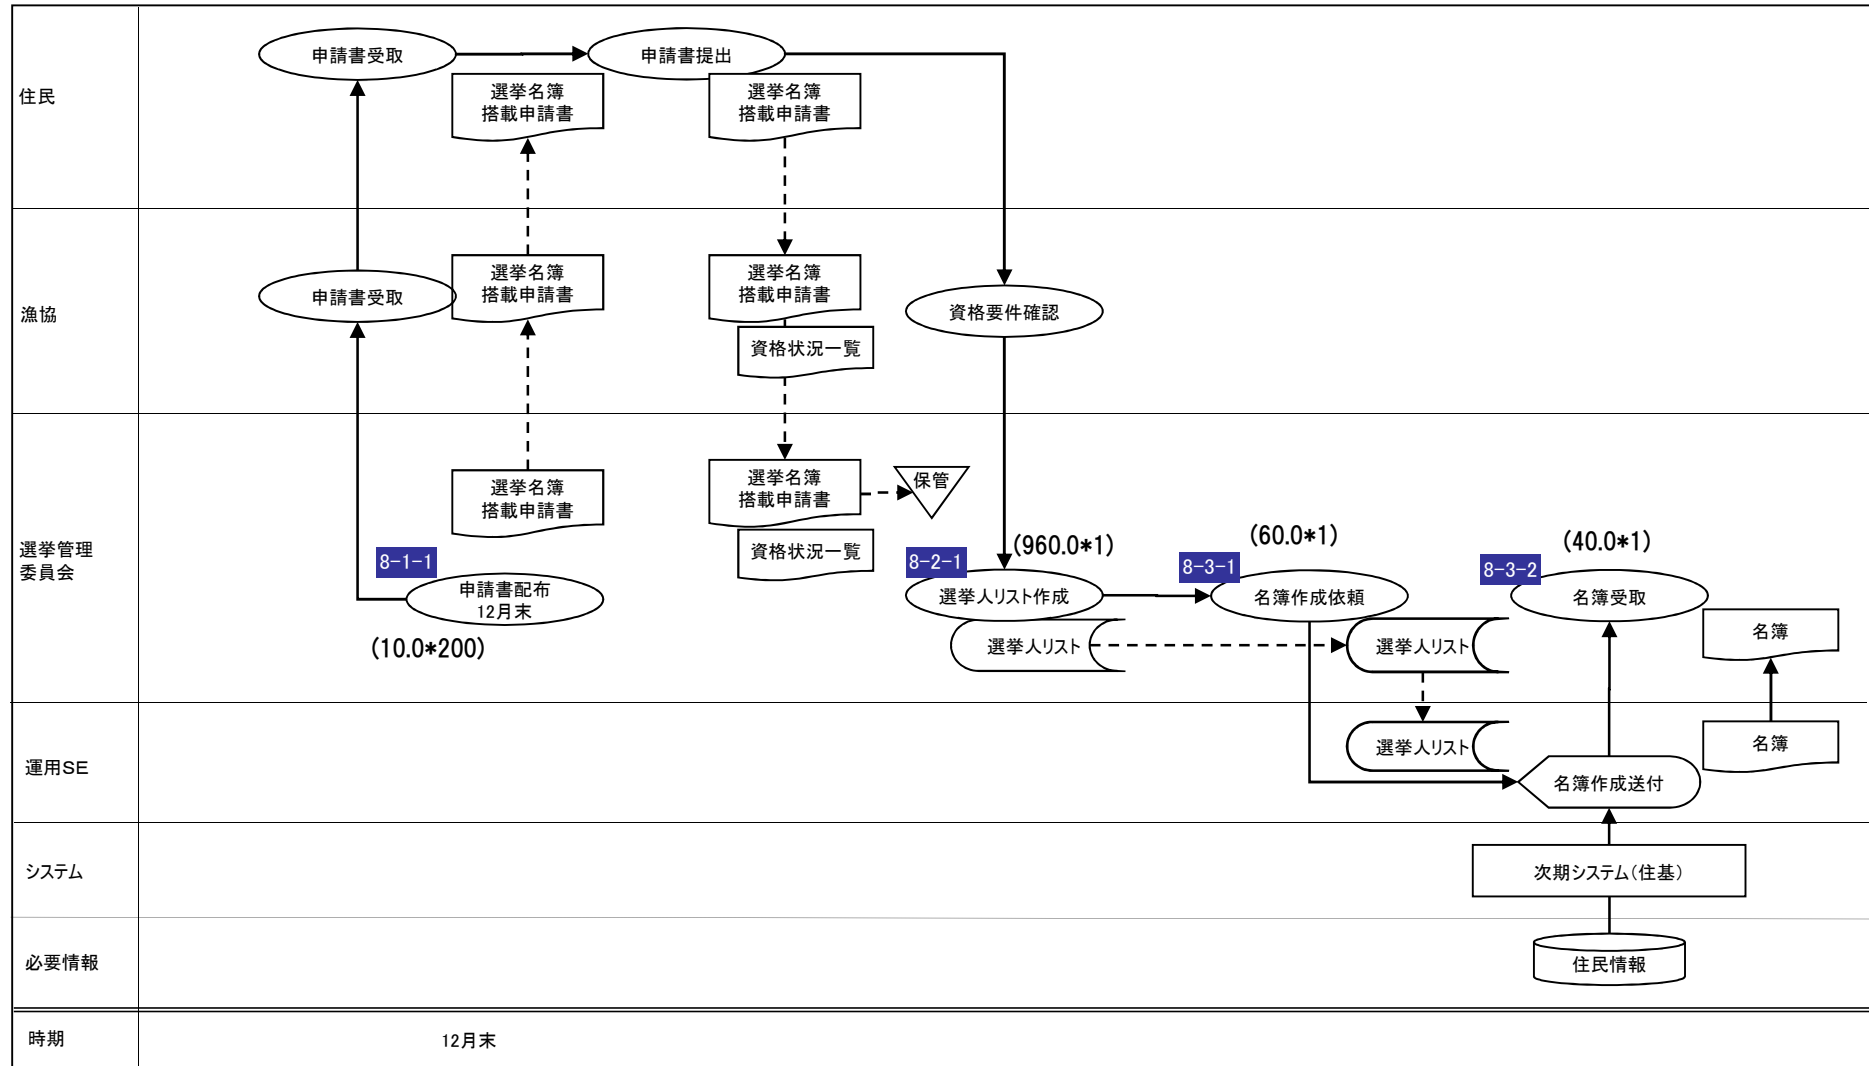 住民
申請書受取
申請書提出
選挙名簿
搭載申請書
選挙名簿
搭載申請書
漁協
申請書受取
選挙名簿
搭載申請書
選挙名簿
搭載申請書
資格状況一覧
資格要件確認
選挙管理
委員会
選挙名簿
搭載申請書
選挙名簿
搭載申請書
保管
資格状況一覧
8-1-1
申請書配布
12月末
(10.0*200)
8-2-1
(960.0*1)
選挙人リスト作成
選挙人リスト
8-3-1
(60.0*1)
名簿作成依頼
選挙人リスト
8-3-2
(40.0*1)
名簿受取
名簿
運用SE
選挙人リスト
名簿作成送付
名簿
システム
次期システム(住基)
必要情報
住民情報
時期
12月末